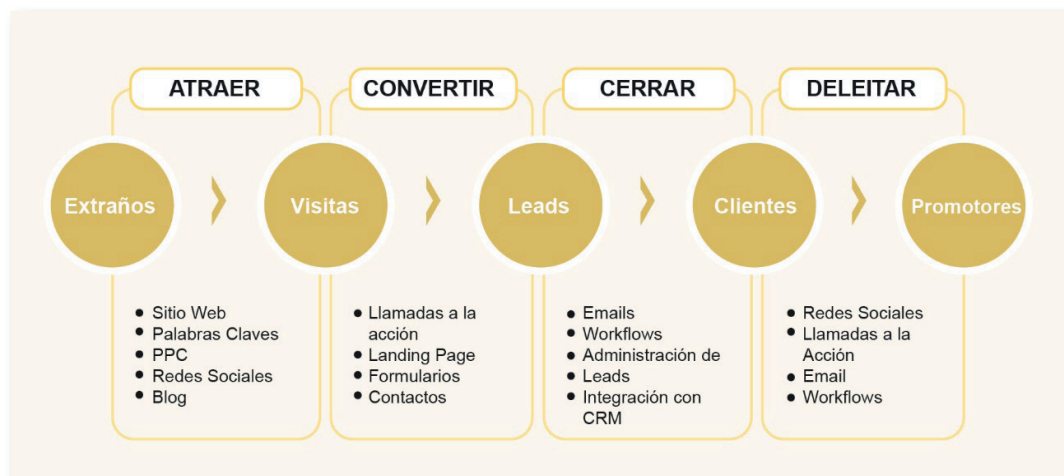 ATRAER
CONVERTIR
CERRAR
DELEITAR
Extraños
Visitas
Leads
Clientes
Promotores
• Sitio Web
• Palabras Claves
• PPC
• Redes Sociales
• Blog
• Llamadas a la
acción
• Landing Page
• Formularios
• Contactos
• Emails
• Workflows
• Administración de
• Leads
• Integración con
CRM
• Redes Sociales
• Llamadas a la
Acción
• Email
• Workflows